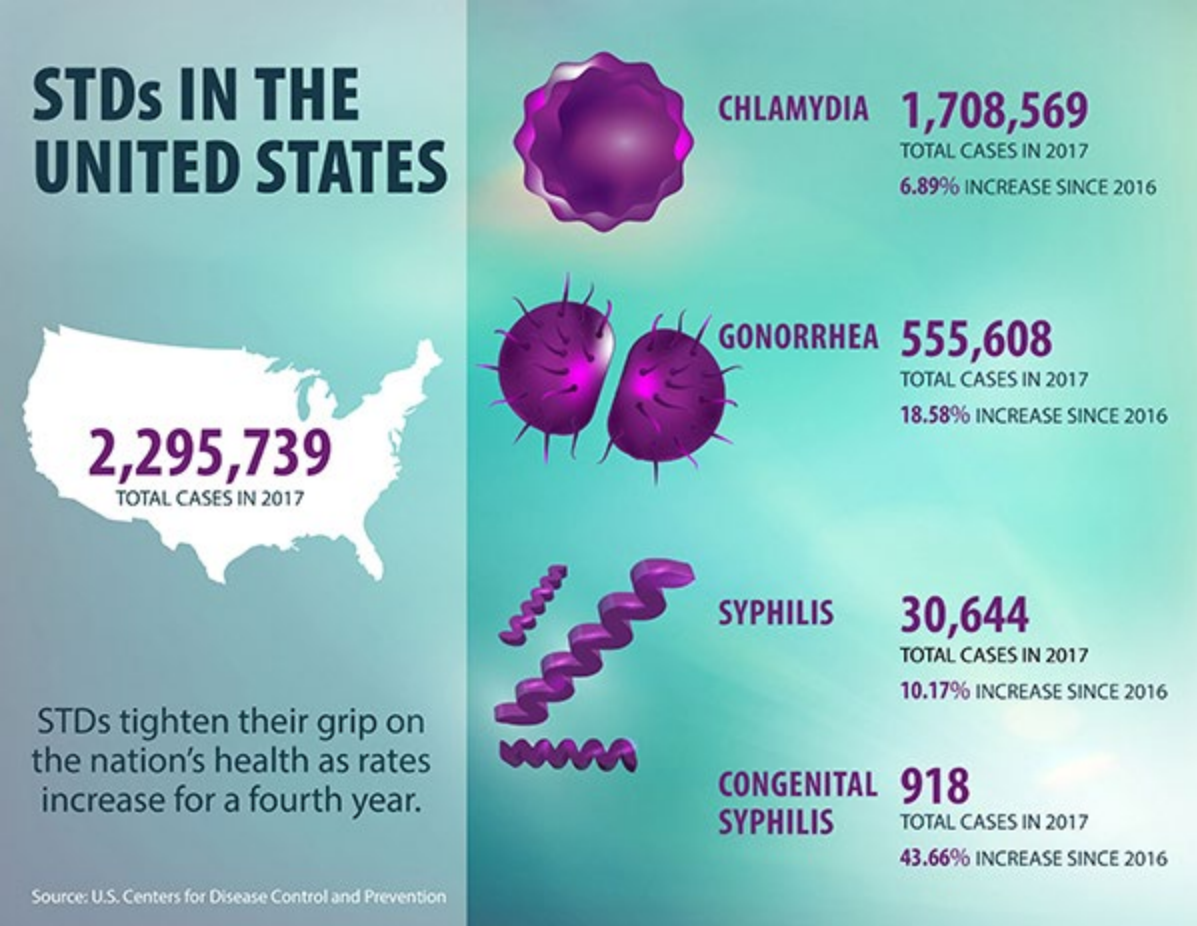 STDs IN THE
UNITED STATES
2,295,739
TOTAL CASES IN 2017
STDs tighten their grip on
the nation's health as rates
increase for a fourth year.
Source: U.S. Centers for Disease Control and Prevention
CHLAMYDIA 1,708,569
TOTAL CASES IN 2017
6.89% INCREASE SINCE 2016
GONORRHEA 555,608
TOTAL CASES IN 2017
18.58% INCREASE SINCE 2016
SYPHILIS 30,644
TOTAL CASES IN 2017
10.17% INCREASE SINCE 2016
CONGENITAL 918
SYPHILIS TOTAL CASES IN 2017
43.66% INCREASE SINCE 2016